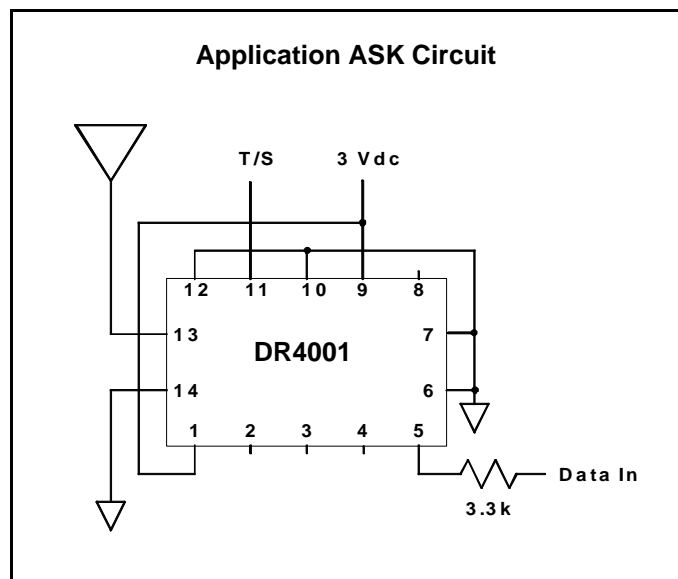 Application ASK Circuit
T/S 3 Vdc
12 11 10 9 8
13 7
DR4001
14 6
1 2 3 4 5
Data In
3.3k